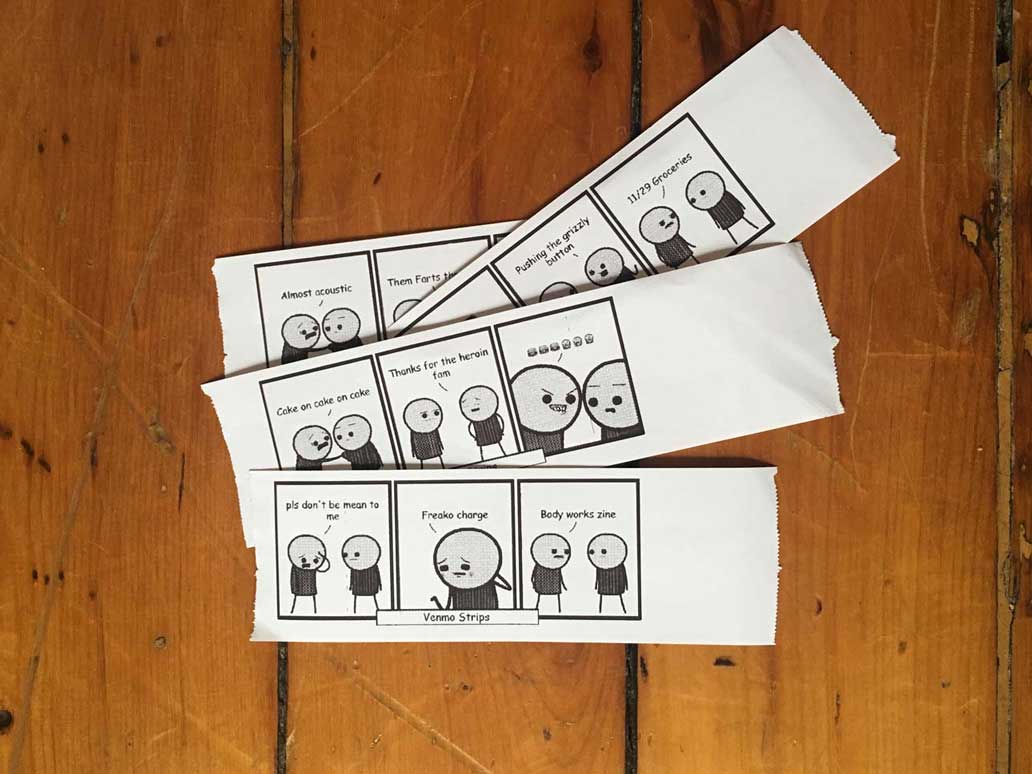 11/29 Groceries
Pushing the grizzly
button
Almost acoustic
Them Farts
Cake on cake on cake
Thanks for the heroin
fam
pls don't be mean to
me
Freako charge
Body works zine
Venmo Strips